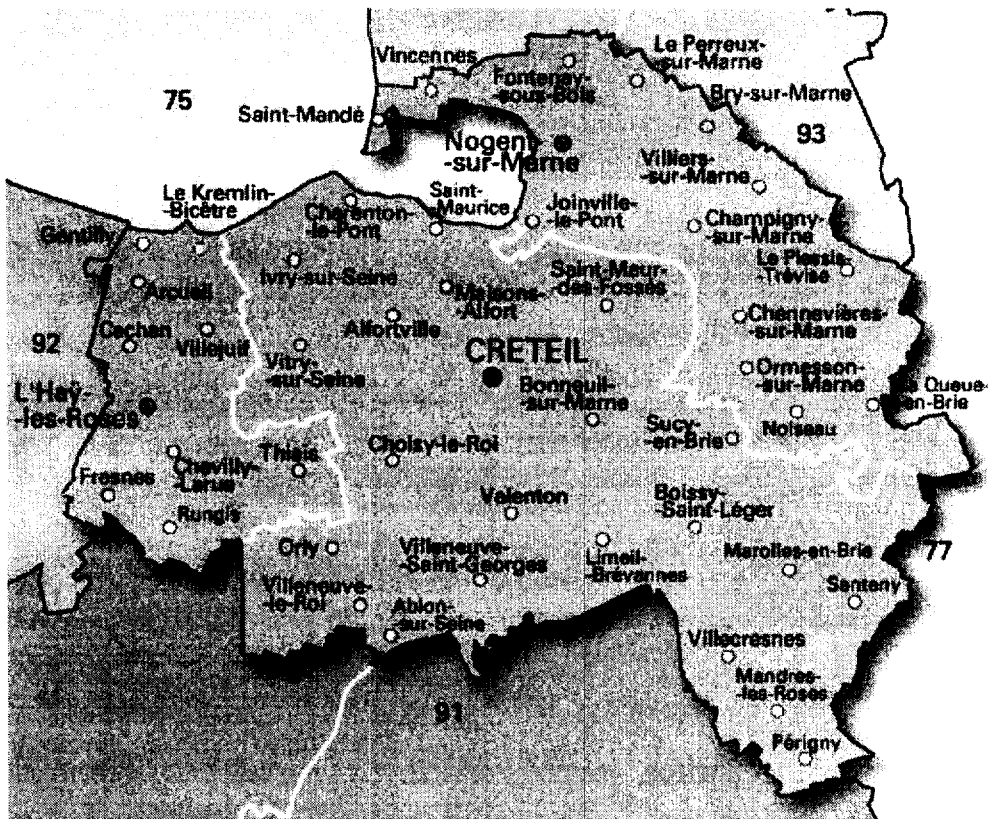 Vincennes
Le Perreux-
-sur-Marne
Fontenay-
-sous-Bois
Bry-sur-Marne
75
Saint-Mandé
93
Nogent-
-sur-Marne
Villiers-
-sur-Marne
Le Kremlin-
-Bicêtre
Saint-
-Maurice
Charenton-
-le-Pont
Joinville-
-le-Pont
Champigny-
-sur-Marne
Gentilly
Le Plessis-
-Trévise
Ivry-sur-Seine
Saint-Maur-
-des-Fossés
Arcueil
Maisons-
-Alfort
Chennevières-
-sur-Marne
Cachan
Villejuif
Alfortville
92
Vitry-
-sur-Seine
CRETEIL
Ormesson-
-sur-Marne
L'Haÿ-
-les-Roses
Bonneuil-
-sur-Marne
La Queue-
-en-Brie
Noiseau
Sucy-
-en-Brie
Choisy-le-Roi
Thiais
Chevilly-
-Larue
Fresnes
Valenton
Boissy-
-Saint-Léger
Rungis
Orly
Villeneuve-
-Saint-Georges
Limeil-
-Brévannes
Marolles-en-Brie
77
Santeny
Villeneuve-
-le-Roi
Ablon-
-sur-Seine
Villecresnes
Mandres-
-les-Roses
91
Périgny